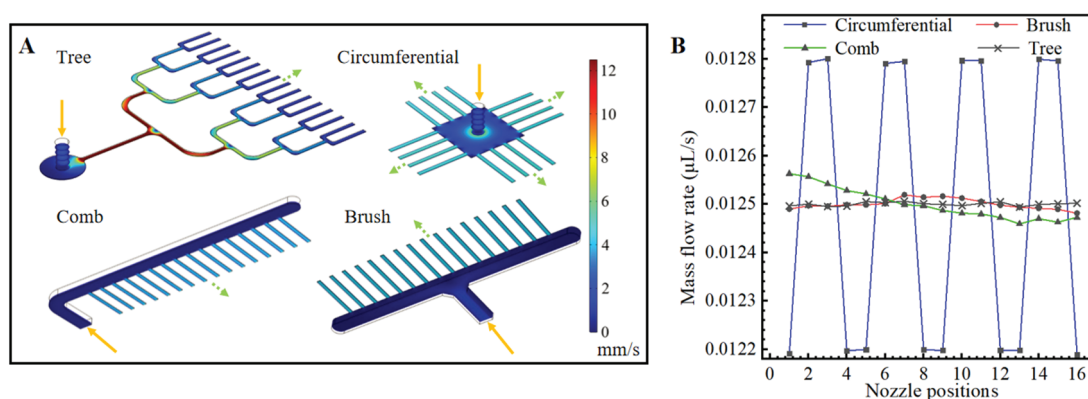 A
Tree
Circumferential
Comb
Brush
12
10
8
6
4
2
0
mm/s
B
Circumferential
Brush
Comb
Tree
Mass flow rate (μL/s)
0.0128
0.0127
0.0126
0.0125
0.0124
0.0123
0.0122
0 2 4 6 8 10 12 14 16
Nozzle positions